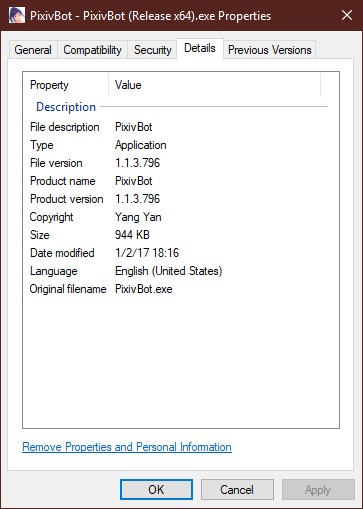 PixivBot - PixivBot (Release x64).exe Properties
General Compatibility Security Details Previous Versions
Property Value
Description
File description PixivBot
Type Application
File version 1.1.3.796
Product name PixivBot
Product version 1.1.3.796
Copyright Yang Yan
Size 944 KB
Date modified 1/2/17 18:16
Language English (United States)
Original filename PixivBot.exe
Remove Properties and Personal Information
OK Cancel Apply